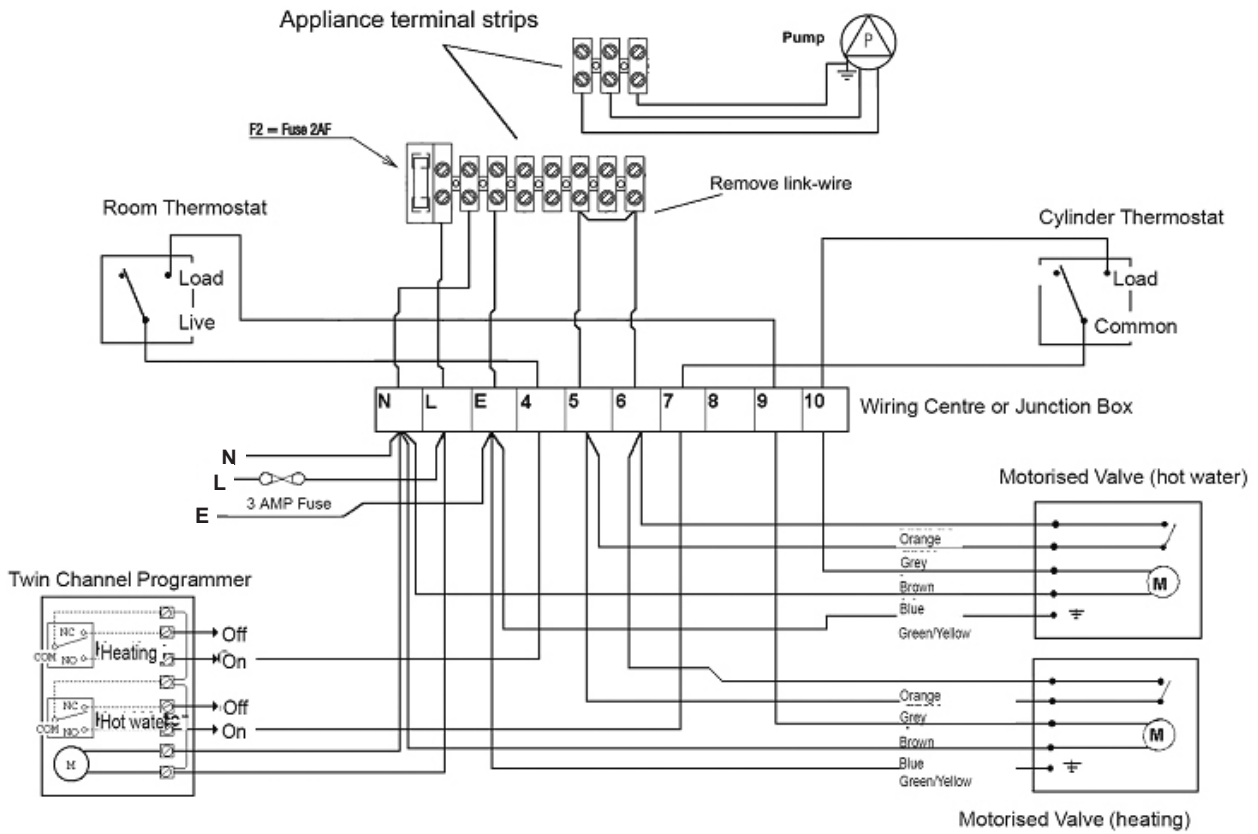 Appliance terminal strips
Pump
P
F2 = Fuse 2AF
Remove link-wire
Room Thermostat
Load
Live
Cylinder Thermostat
Load
Common
N L E 4 5 6 7 8 9 10
Wiring Centre or Junction Box
N
L
3 AMP Fuse
E
Motorised Valve (hot water)
Orange
Grey
Brown
Blue
Green/Yellow
M
Twin Channel Programmer
NC
COM
NO
Heating
Off
On
NC
COM
NO
Hot water
Off
On
M
Orange
Grey
Brown
Blue
Green/Yellow
M
Motorised Valve (heating)